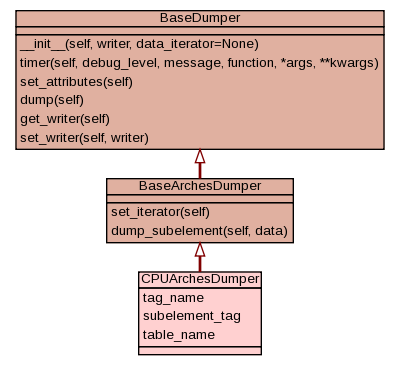 BaseDumper
__init__(self, writer, data_iterator=None)
timer(self, debug_level, message, function, *args, **kwargs)
set_attributes(self)
dump(self)
get_writer(self)
set_writer(self, writer)
BaseArchesDumper
set_iterator(self)
dump_subelement(self, data)
CPUArchesDumper
tag_name
subelement_tag
table_name